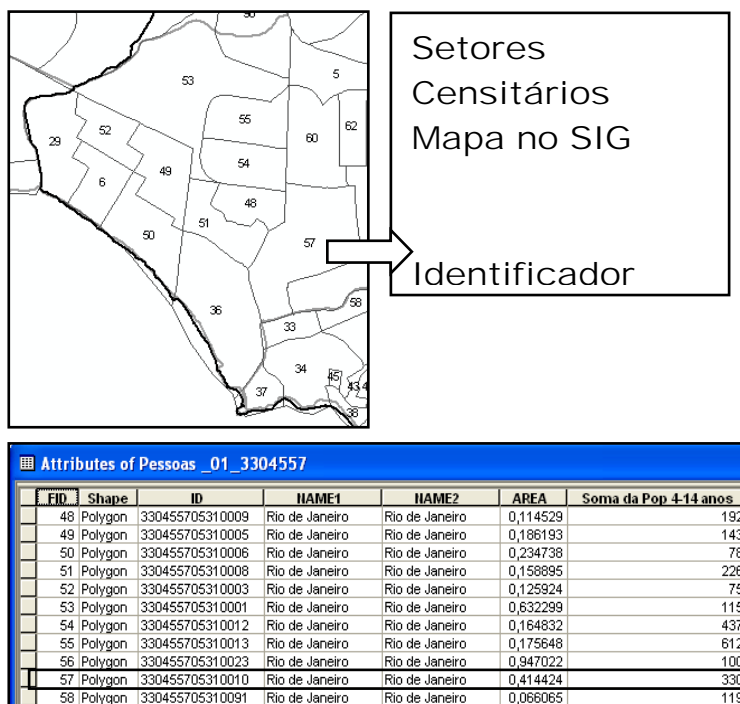 56
53
5
52
55
62
29
60
54
49
6
48
51
50
57
58
36
33
34
45
43
37
38
Setores
Censitários
Mapa no SIG
Identificador
Attributes of Pessoas _01_3304557
FID Shape ID NAME1 NAME2 AREA Soma da Pop 4-14 anos
48 Polygon 330455705310009 Rio de Janeiro Rio de Janeiro 0,114529 192
49 Polygon 330455705310005 Rio de Janeiro Rio de Janeiro 0,186193 143
50 Polygon 330455705310006 Rio de Janeiro Rio de Janeiro 0,234738 78
51 Polygon 330455705310008 Rio de Janeiro Rio de Janeiro 0,158895 226
52 Polygon 330455705310003 Rio de Janeiro Rio de Janeiro 0,125924 75
53 Polygon 330455705310001 Rio de Janeiro Rio de Janeiro 0,632299 115
54 Polygon 330455705310012 Rio de Janeiro Rio de Janeiro 0,164832 437
55 Polygon 330455705310013 Rio de Janeiro Rio de Janeiro 0,175648 612
56 Polygon 330455705310023 Rio de Janeiro Rio de Janeiro 0,947022 100
57 Polygon 330455705310010 Rio de Janeiro Rio de Janeiro 0,414424 330
58 Polygon 330455705310091 Rio de Janeiro Rio de Janeiro 0,066065 119